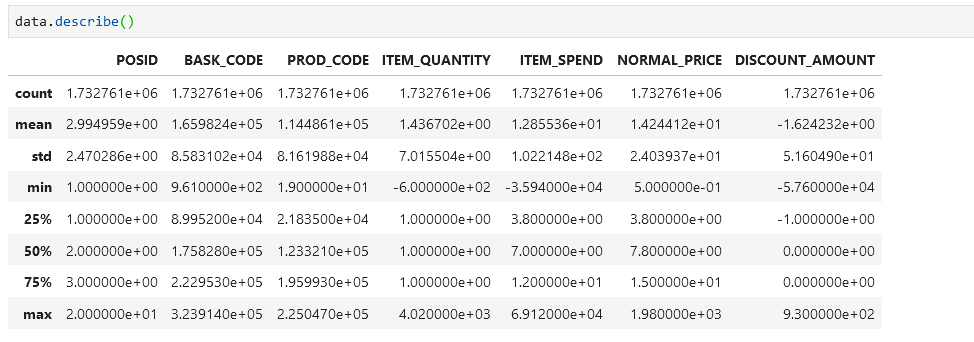 data.describe()
POSID BASK_CODE PROD_CODE ITEM_QUANTITY ITEM_SPEND NORMAL_PRICE DISCOUNT_AMOUNT
count 1.732761e+06 1.732761e+06 1.732761e+06 1.732761e+06 1.732761e+06 1.732761e+06 1.732761e+06
mean 2.994959e+00 1.659824e+05 1.144861e+05 1.436702e+00 1.285536e+01 1.424412e+01 -1.624232e+00
std 2.470286e+00 8.583102e+04 8.161988e+04 7.015504e+01 1.022148e+02 2.403937e+01 5.160490e+01
min 1.000000e+00 9.610000e+02 1.900000e+01 -6.000000e+02 -3.594000e+04 5.000000e-01 -5.760000e+04
25% 1.000000e+00 8.995200e+04 2.183500e+04 1.000000e+00 3.800000e+00 3.800000e+00 -1.000000e+00
50% 2.000000e+00 1.758280e+05 1.233210e+05 1.000000e+00 7.000000e+00 7.800000e+00 0.000000e+00
75% 3.000000e+00 2.229530e+05 1.959930e+05 1.000000e+00 1.200000e+01 1.500000e+01 0.000000e+00
max 2.000000e+01 3.239140e+05 2.250470e+05 4.020000e+03 6.912000e+04 1.980000e+03 9.300000e+02